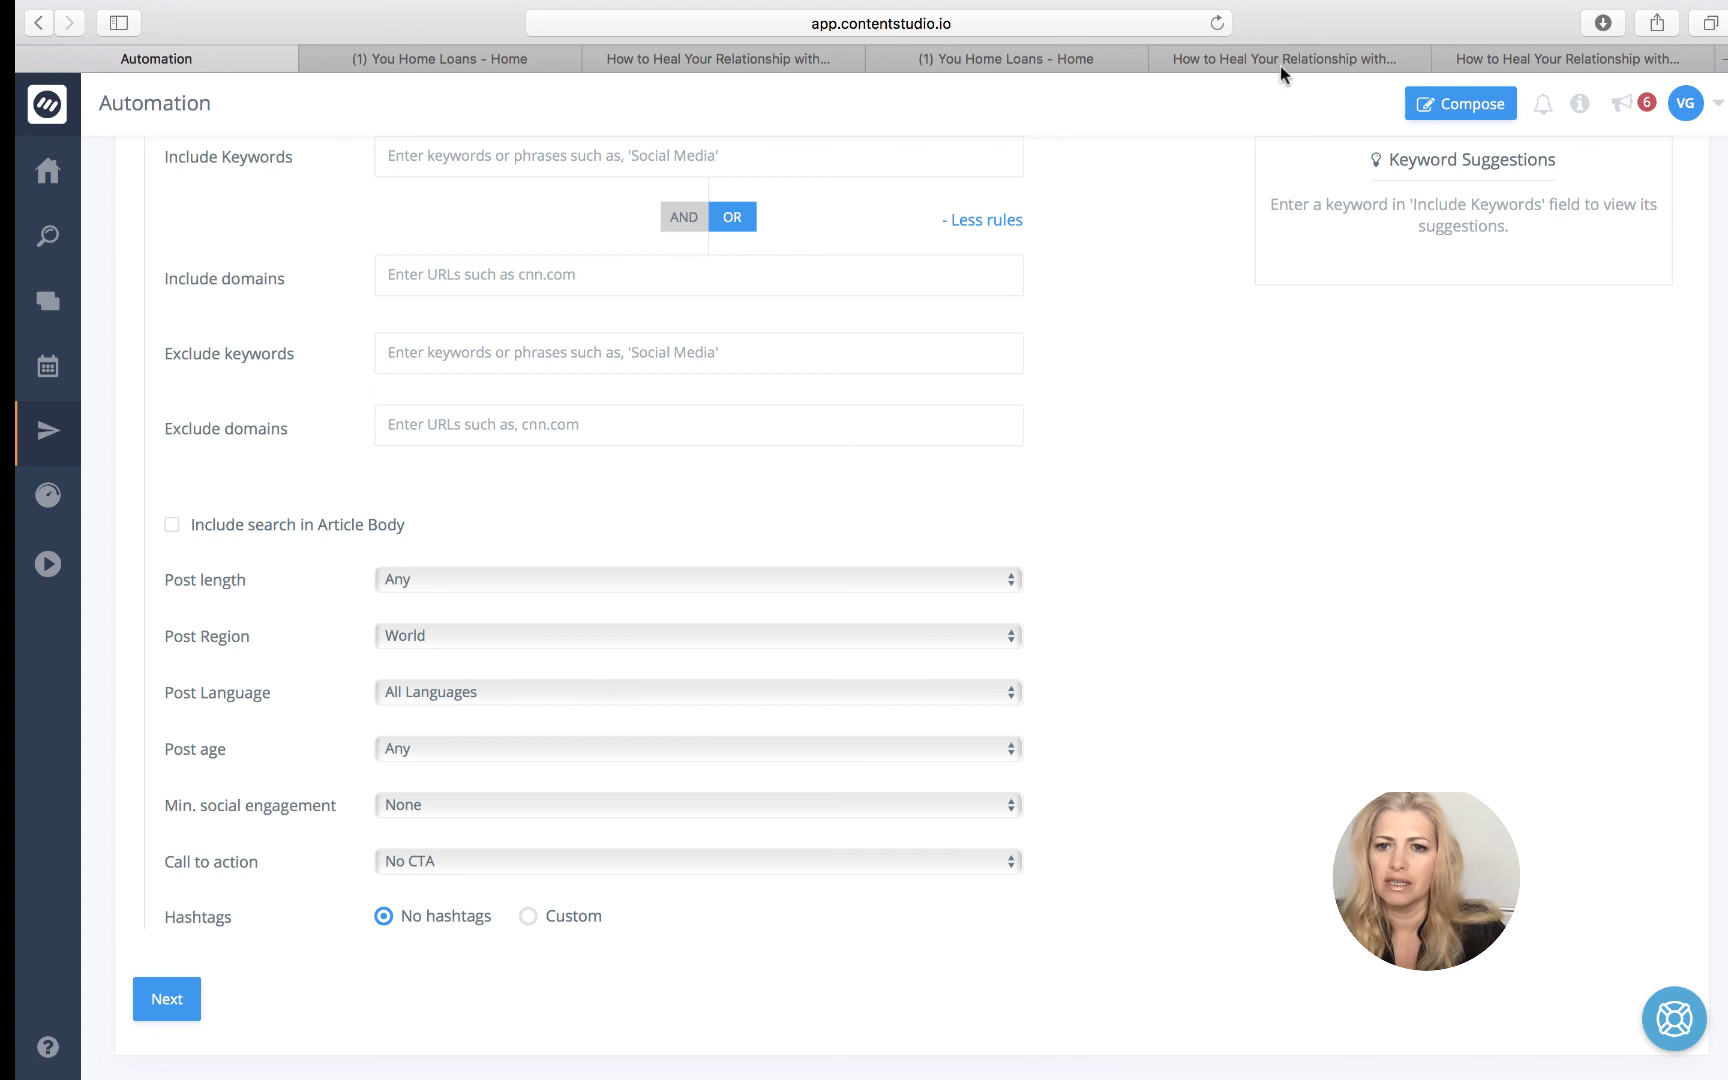 app.contentstudio.io
Automation
(1) You Home Loans - Home
How to Heal Your Relationship with...
(1) You Home Loans - Home
How to Heal Your Relationship with...
How to Heal Your Relationship with...
Automation
Compose
6
VG
Include Keywords
Enter keywords or phrases such as, 'Social Media'
Keyword Suggestions
Enter a keyword in 'Include Keywords' field to view its
suggestions.
AND
OR
- Less rules
Include domains
Enter URLs such as cnn.com
Exclude keywords
Enter keywords or phrases such as, 'Social Media'
Exclude domains
Enter URLs such as, cnn.com
Include search in Article Body
Post length
Any
Post Region
World
Post Language
All Languages
Post age
Any
Min. social engagement
None
Call to action
No CTA
Hashtags
No hashtags
Custom
Next